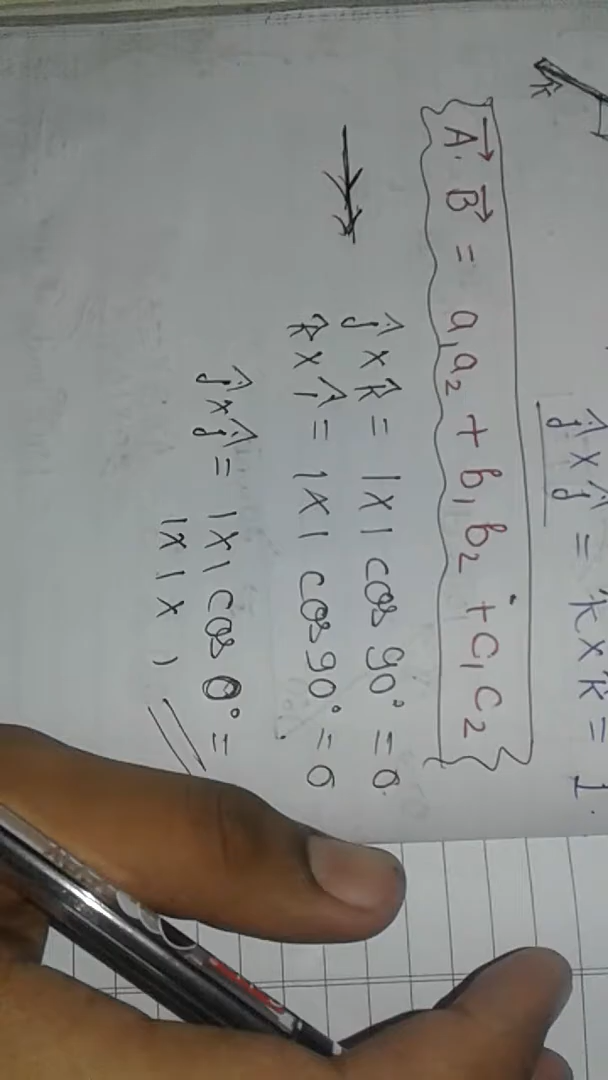 ĵ × ĵ = k̂ × k̂ = 1.
A⃗. B⃗ = a₁a₂ + b₁b₂ + c₁c₂
ĵ × k̂ = 1×1 cos 90° = 0.
k̂ × î = 1×1 cos 90° = 0
ĵ × ĵ = 1×1 cos 0° =
1×1×1
k̂